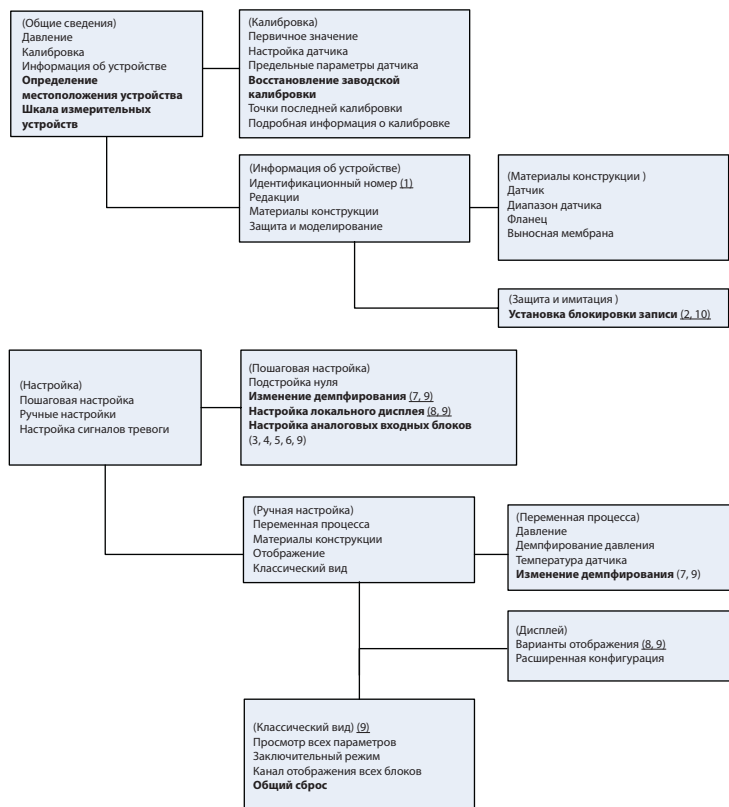 (Общие сведения)
Давление
Калибровка
Информация об устройстве
Определение
местоположения устройства
Шкала измерительных
устройств
(Калибровка)
Первичное значение
Настройка датчика
Предельные параметры датчика
Восстановление заводской
калибровки
Точки последней калибровки
Подробная информация о калибровке
(Информация об устройстве)
Идентификационный номер (1)
Редакции
Материалы конструкции
Защита и моделирование
(Материалы конструкции )
Датчик
Диапазон датчика
Фланец
Выносная мембрана
(Защита и имитация )
Установка блокировки записи (2, 10)
(Настройка)
Пошаговая настройка
Ручные настройки
Настройка сигналов тревоги
(Пошаговая настройка)
Подстройка нуля
Изменение демпфирования (7, 9)
Настройка локального дисплея (8, 9)
Настройка аналоговых входных блоков
(3, 4, 5, 6, 9)
(Ручная настройка)
Переменная процесса
Материалы конструкции
Отображение
Классический вид
(Переменная процесса)
Давление
Демпфирование давления
Температура датчика
Изменение демпфирования (7, 9)
(Дисплей)
Варианты отображения (8, 9)
Расширенная конфигурация
(Классический вид) (9)
Просмотр всех параметров
Заключительный режим
Канал отображения всех блоков
Общий сброс